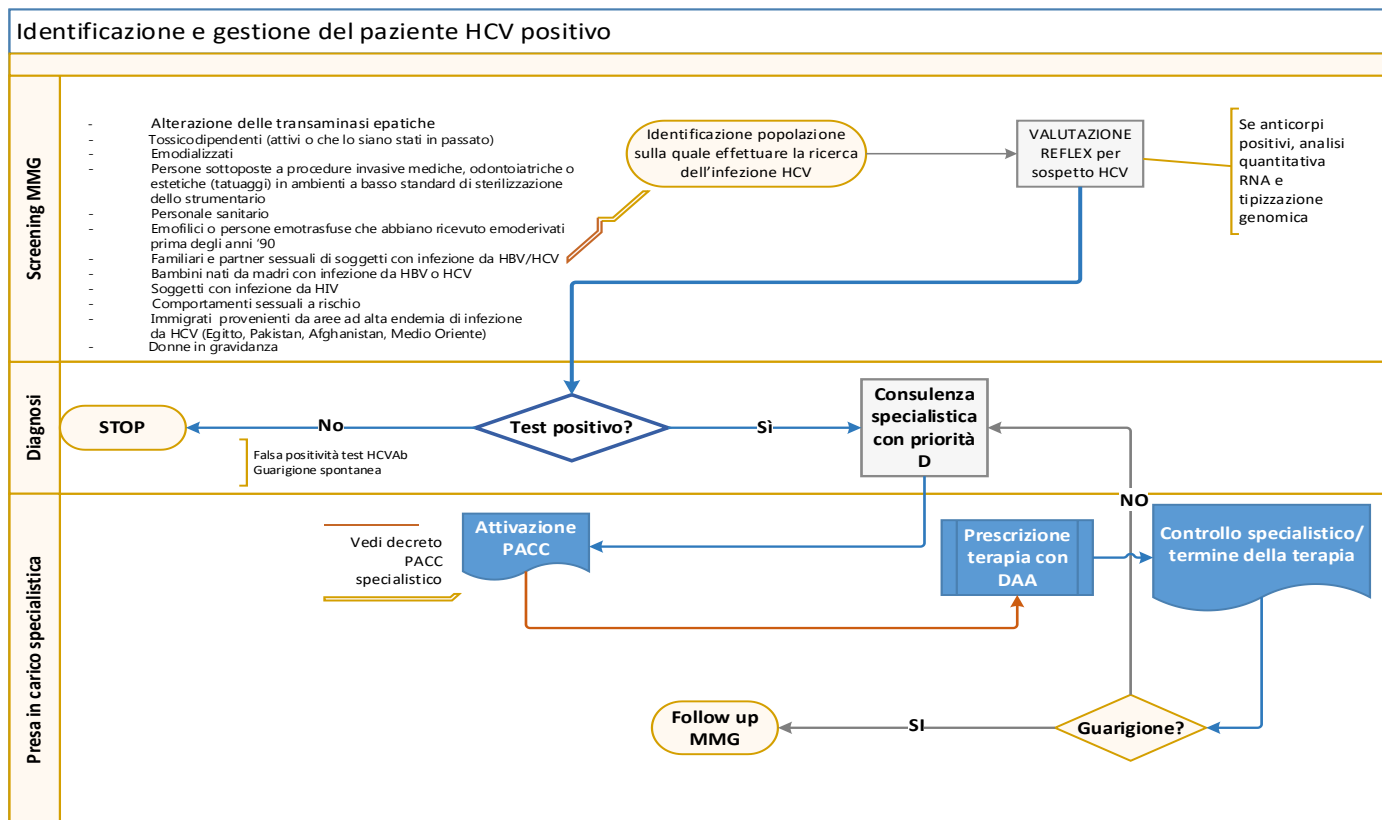 Identificazione e gestione del paziente HCV positivo
Screening MMG
- Alterazione delle transaminasi epatiche
- Tossicodipendenti (attivi o che lo siano stati in passato)
- Emodializzati
- Persone sottoposte a procedure invasive mediche, odontoiatriche o
estetiche (tatuaggi) in ambienti a basso standard di sterilizzazione
dello strumentario
- Personale sanitario
- Emofilici o persone emotrasfuse che abbiano ricevuto emoderivati
prima degli anni '90
- Familiari e partner sessuali di soggetti con infezione da HBV/HCV
- Bambini nati da madri con infezione da HBV o HCV
- Soggetti con infezione da HIV
- Comportamenti sessuali a rischio
- Immigrati provenienti da aree ad alta endemia di infezione
da HCV (Egitto, Pakistan, Afghanistan, Medio Oriente)
- Donne in gravidanza
Identificazione popolazione
sulla quale effettuare la ricerca
dell'infezione HCV
VALUTAZIONE
REFLEX per
sospetto HCV
Se anticorpi
positivi, analisi
quantitativa
RNA e
tipizzazione
genomica
Diagnosi
STOP
No
Falsa positività test HCVAb
Guarigione spontanea
Test positivo?
Sì
Consulenza
specialistica
con priorità
D
Presa in carico specialistica
Vedi decreto
PACC
specialistico
Attivazione
PACC
Prescrizione
terapia con
DAA
NO
Controllo specialistico/
termine della terapia
Follow up
MMG
SI
Guarigione?